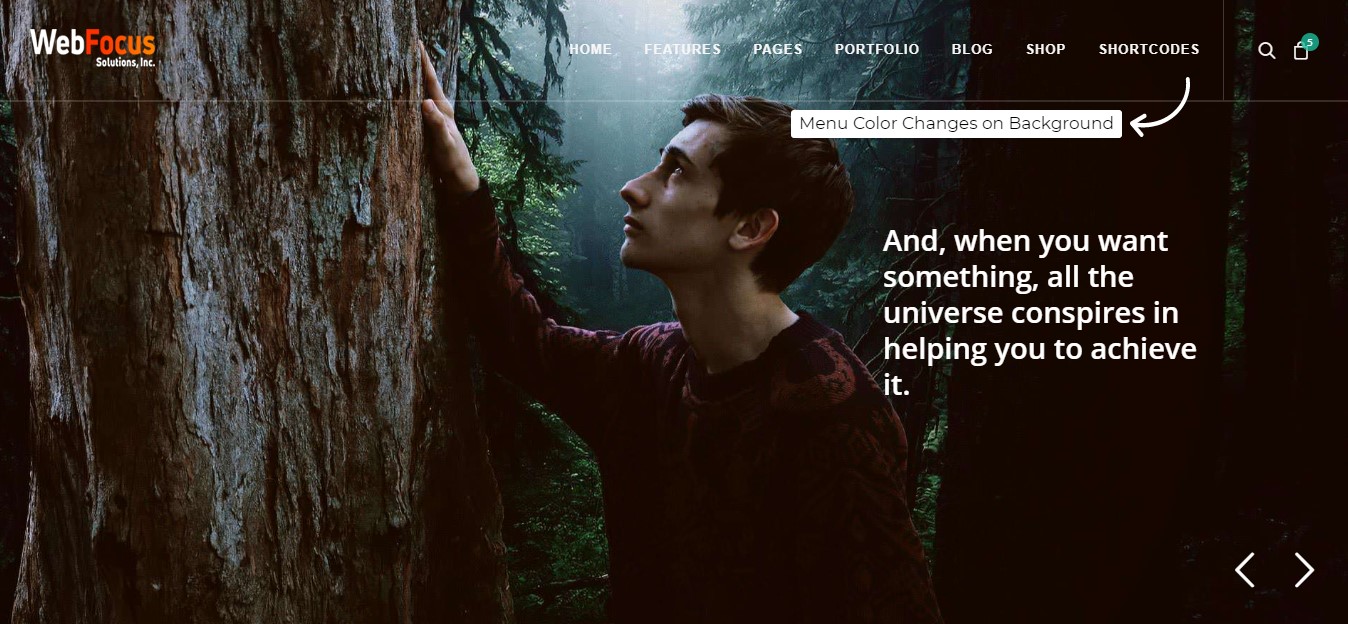 WebFocus
Solutions, Inc.
HOME FEATURES PAGES PORTFOLIO BLOG SHOP SHORTCODES
5
Menu Color Changes on Background
And, when you want
something, all the
universe conspires in
helping you to achieve
it.